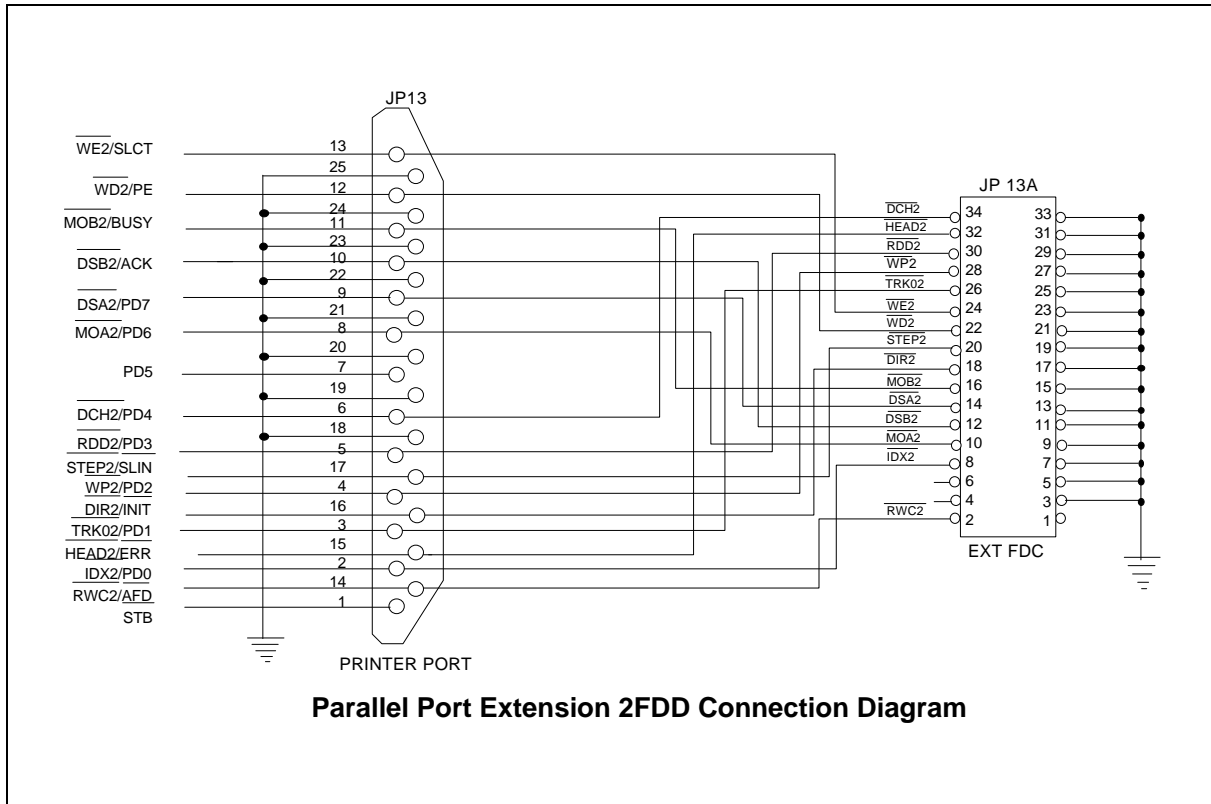 JP13
WE2/SLCT
WD2/PE
MOB2/BUSY
DSB2/ACK
DSA2/PD7
MOA2/PD6
PD5
DCH2/PD4
RDD2/PD3
STEP2/SLIN
WP2/PD2
DIR2/INIT
TRK02/PD1
HEAD2/ERR
IDX2/PD0
RWC2/AFD
STB
13
25
12
24
11
23
10
22
9
21
8
20
7
19
6
18
5
17
4
16
3
15
2
14
1
PRINTER PORT
JP 13A
DCH2
HEAD2
RDD2
WP2
TRK02
WE2
WD2
STEP2
DIR2
MOB2
DSA2
DSB2
MOA2
IDX2
RWC2
34 33
32 31
30 29
28 27
26 25
24 23
22 21
20 19
18 17
16 15
14 13
12 11
10 9
8 7
6 5
4 3
2 1
EXT FDC
Parallel Port Extension 2FDD Connection Diagram